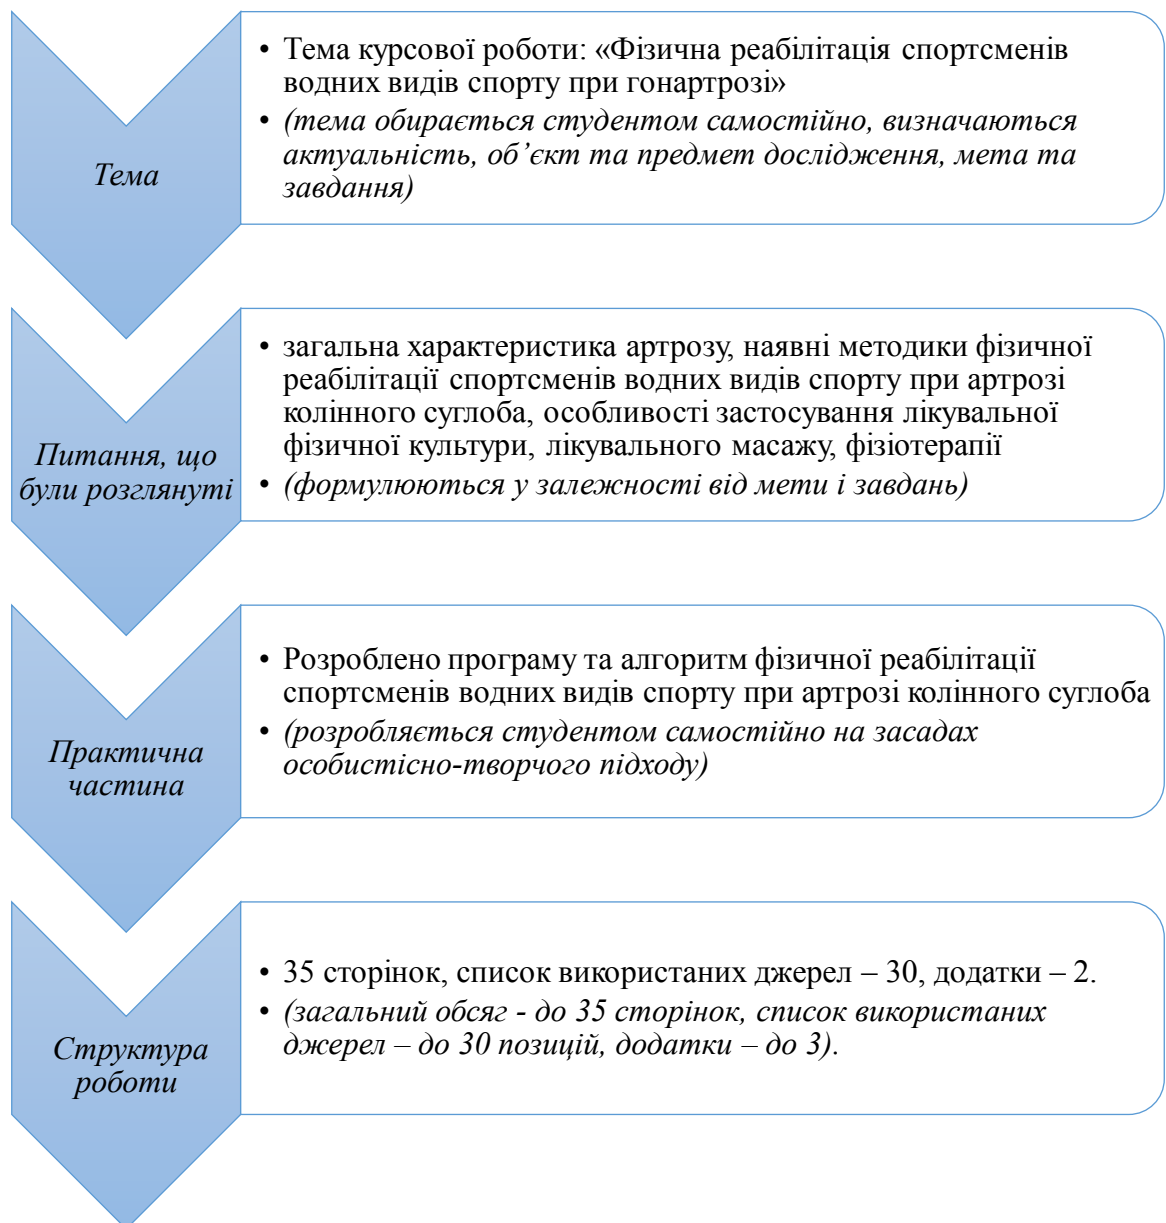 Тема
• Тема курсової роботи: «Фізична реабілітація спортсменів
водних видів спорту при гонартрозі»
• (тема обирається студентом самостійно, визначаються
актуальність, об’єкт та предмет дослідження, мета та
завдання)
Питання, що
були розглянуті
• загальна характеристика артрозу, наявні методики фізичної
реабілітації спортсменів водних видів спорту при артрозі
колінного суглоба, особливості застосування лікувальної
фізичної культури, лікувального масажу, фізіотерапії
• (формулюються у залежності від мети і завдань)
Практична
частина
• Розроблено програму та алгоритм фізичної реабілітації
спортсменів водних видів спорту при артрозі колінного суглоба
• (розробляється студентом самостійно на засадах
особистісно-творчого підходу)
Структура
роботи
• 35 сторінок, список використаних джерел – 30, додатки – 2.
• (загальний обсяг - до 35 сторінок, список використаних
джерел – до 30 позицій, додатки – до 3).